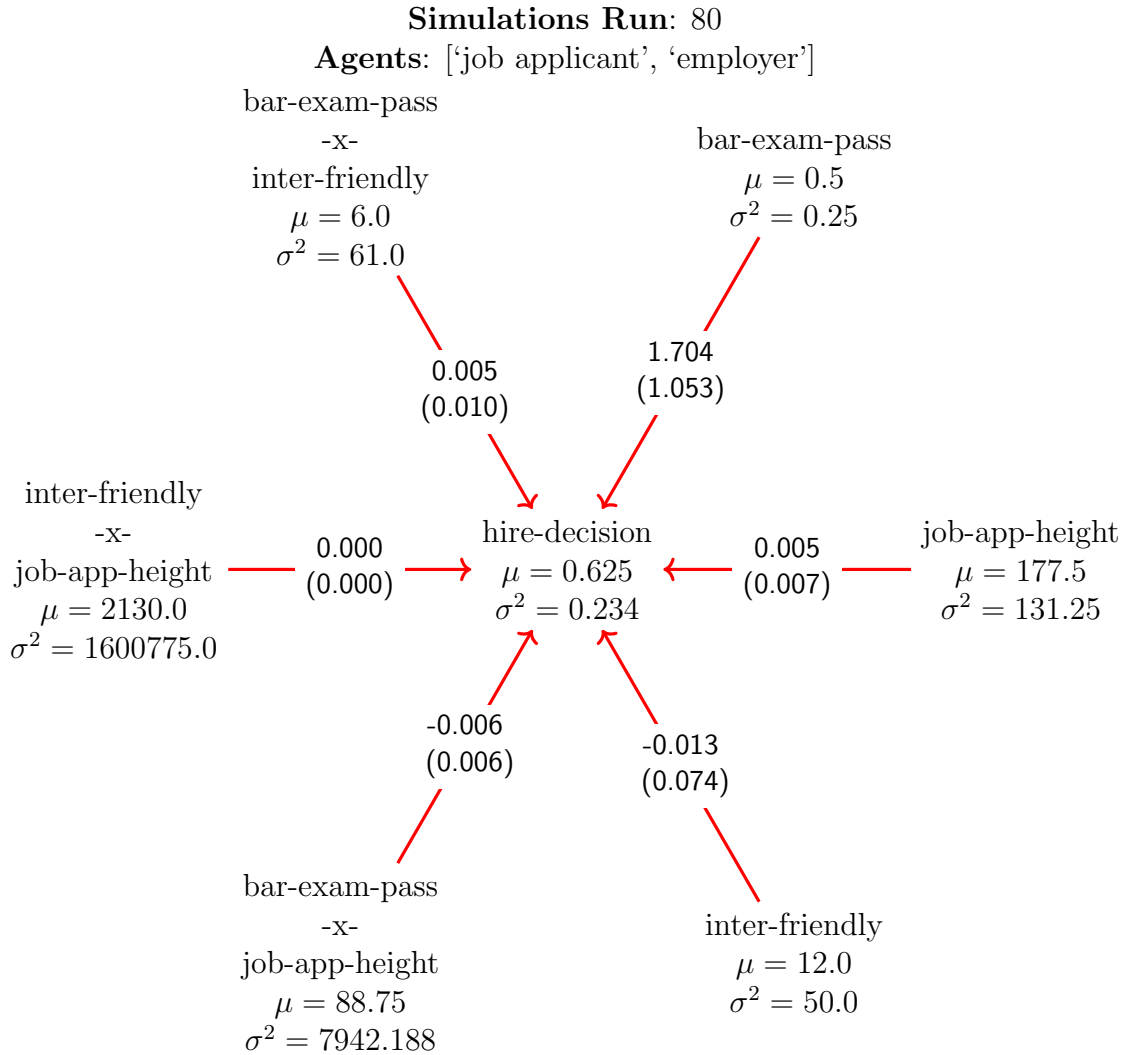 Simulations Run: 80
Agents: [‘job applicant’, ‘employer’]
bar-exam-pass
-x-
inter-friendly
μ = 6.0
σ² = 61.0
bar-exam-pass
μ = 0.5
σ² = 0.25
0.005
(0.010)
1.704
(1.053)
inter-friendly
-x-
job-app-height
μ = 2130.0
σ² = 1600775.0
0.000
(0.000)
hire-decision
μ = 0.625
σ² = 0.234
0.005
(0.007)
job-app-height
μ = 177.5
σ² = 131.25
-0.006
(0.006)
-0.013
(0.074)
bar-exam-pass
-x-
job-app-height
μ = 88.75
σ² = 7942.188
inter-friendly
μ = 12.0
σ² = 50.0